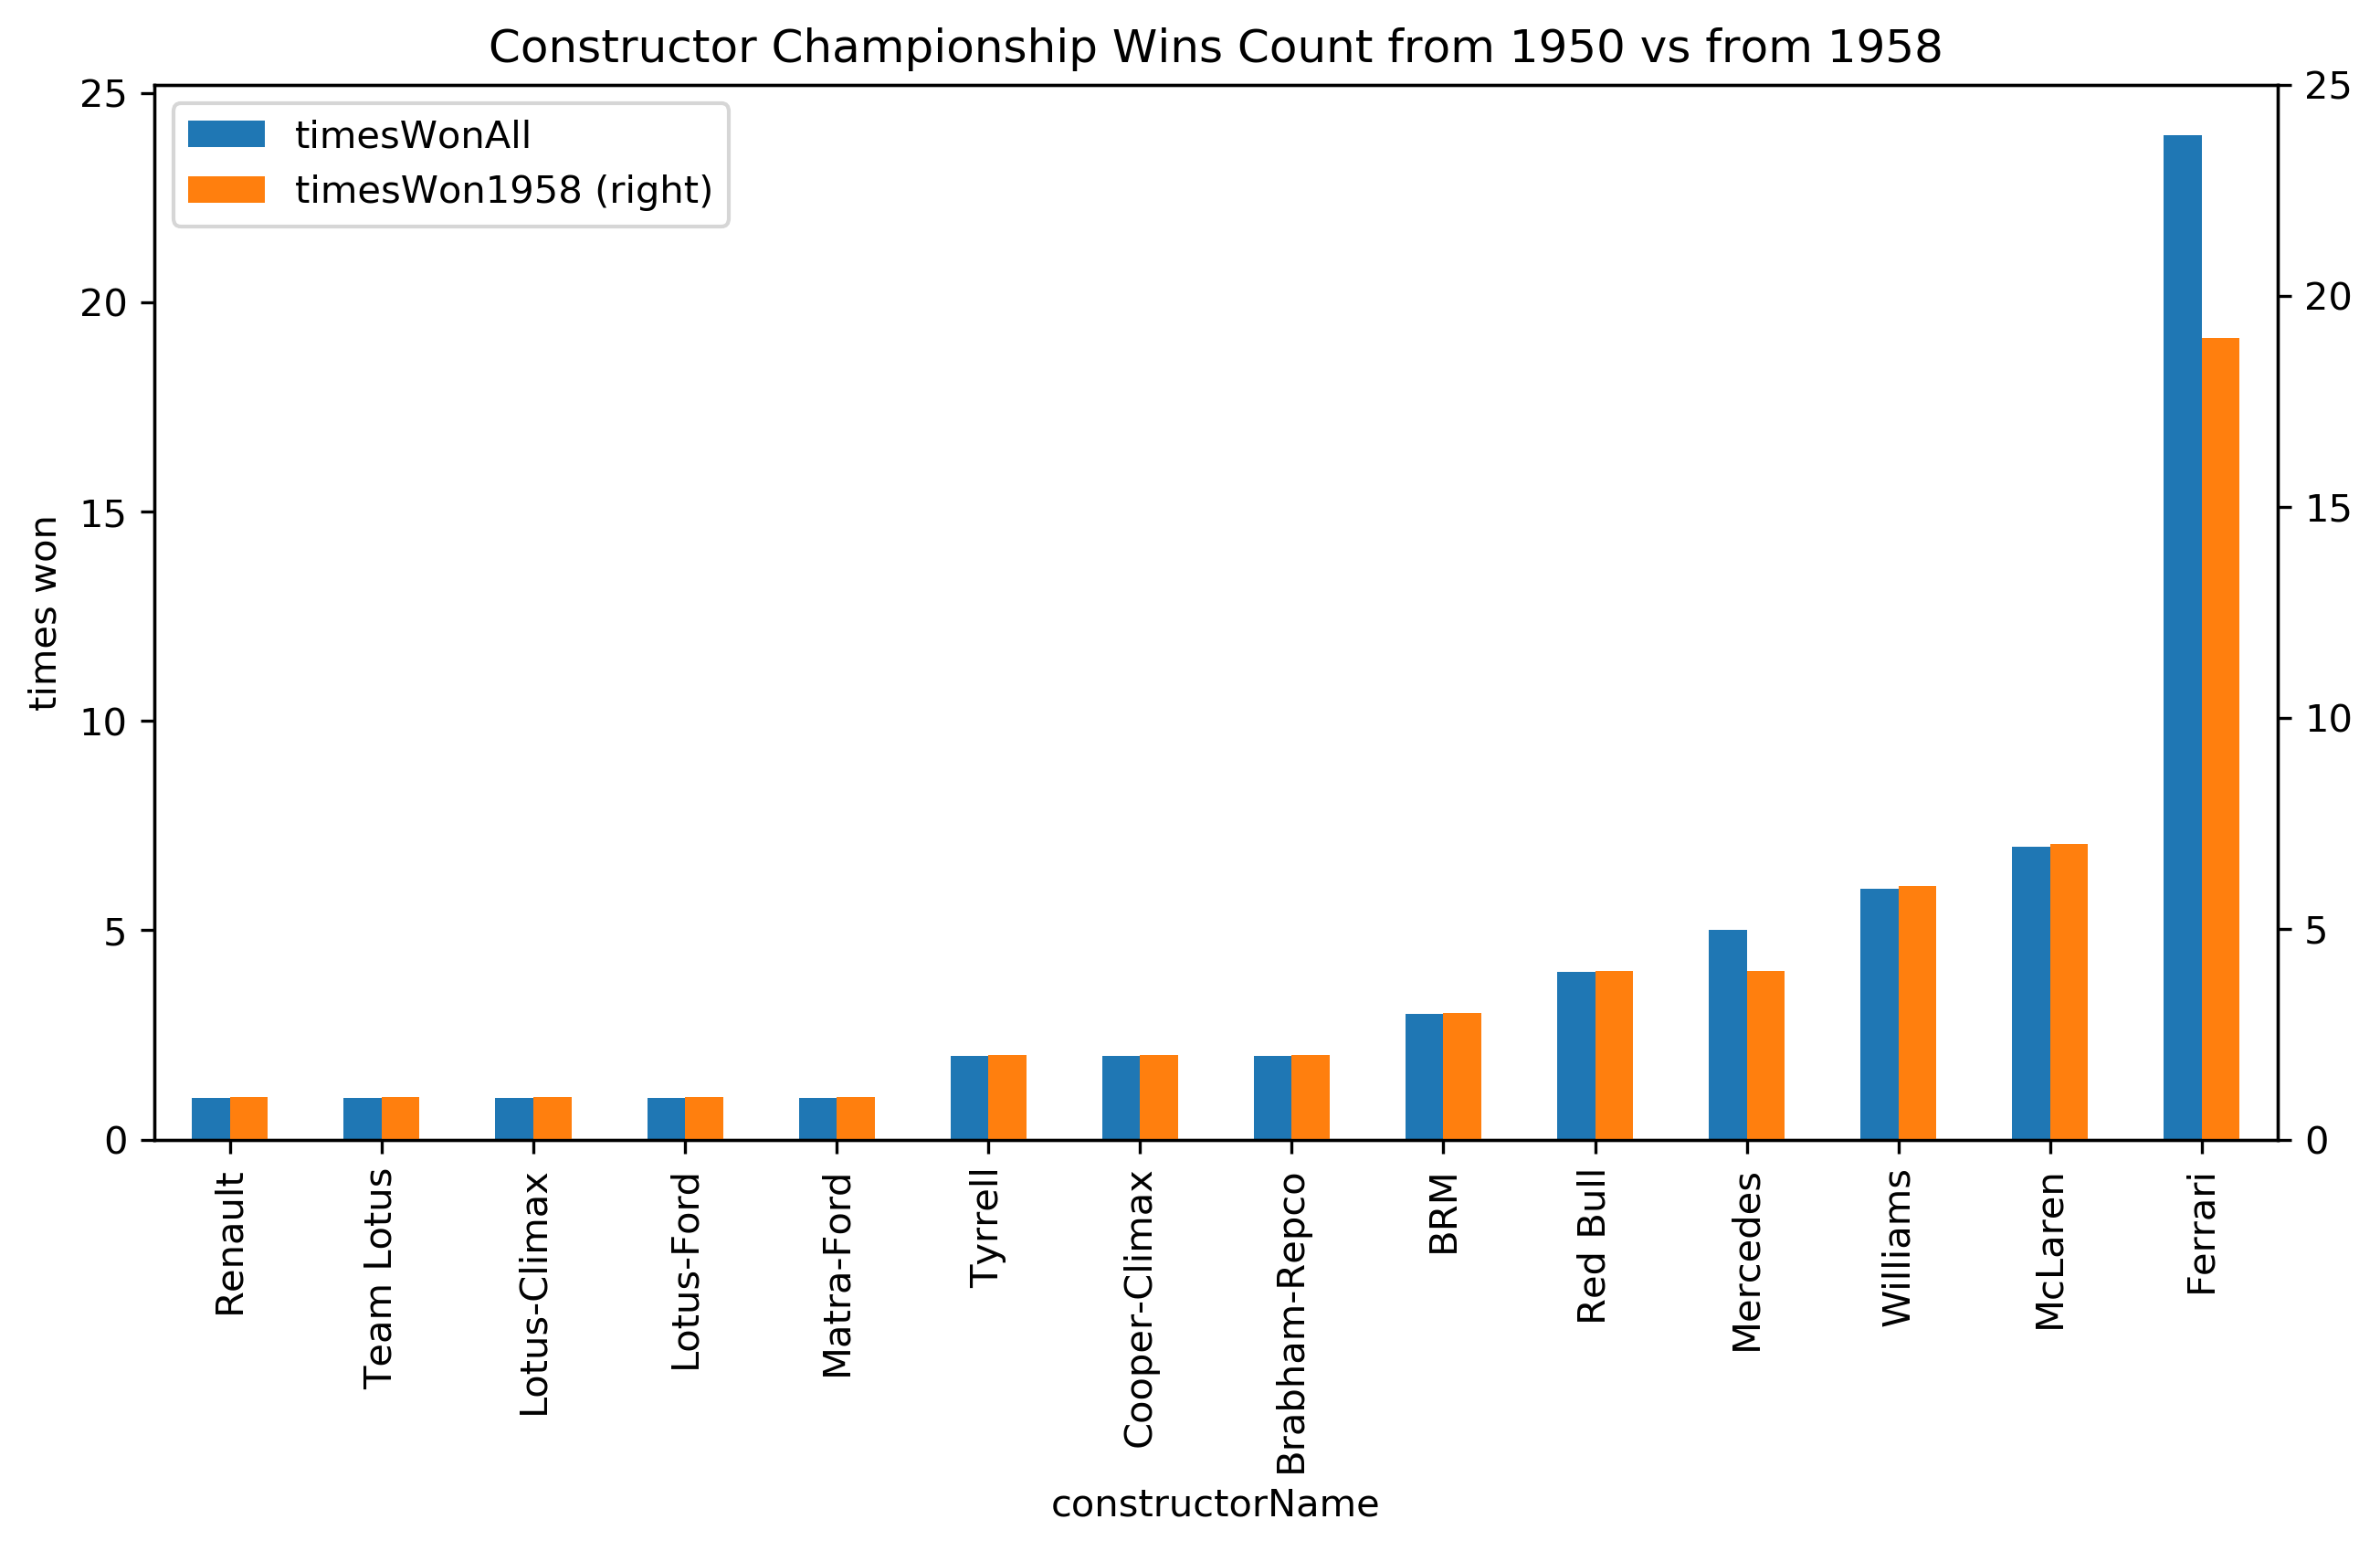 Constructor Championship Wins Count from 1950 vs from 1958
timesWonAll
timesWon1958 (right)
times won
25
20
15
10
5
0
25
20
15
10
5
0
Renault
Team Lotus
Lotus-Climax
Lotus-Ford
Matra-Ford
Tyrrell
Cooper-Climax
Brabham-Repco
BRM
Red Bull
Mercedes
Williams
McLaren
Ferrari
constructorName